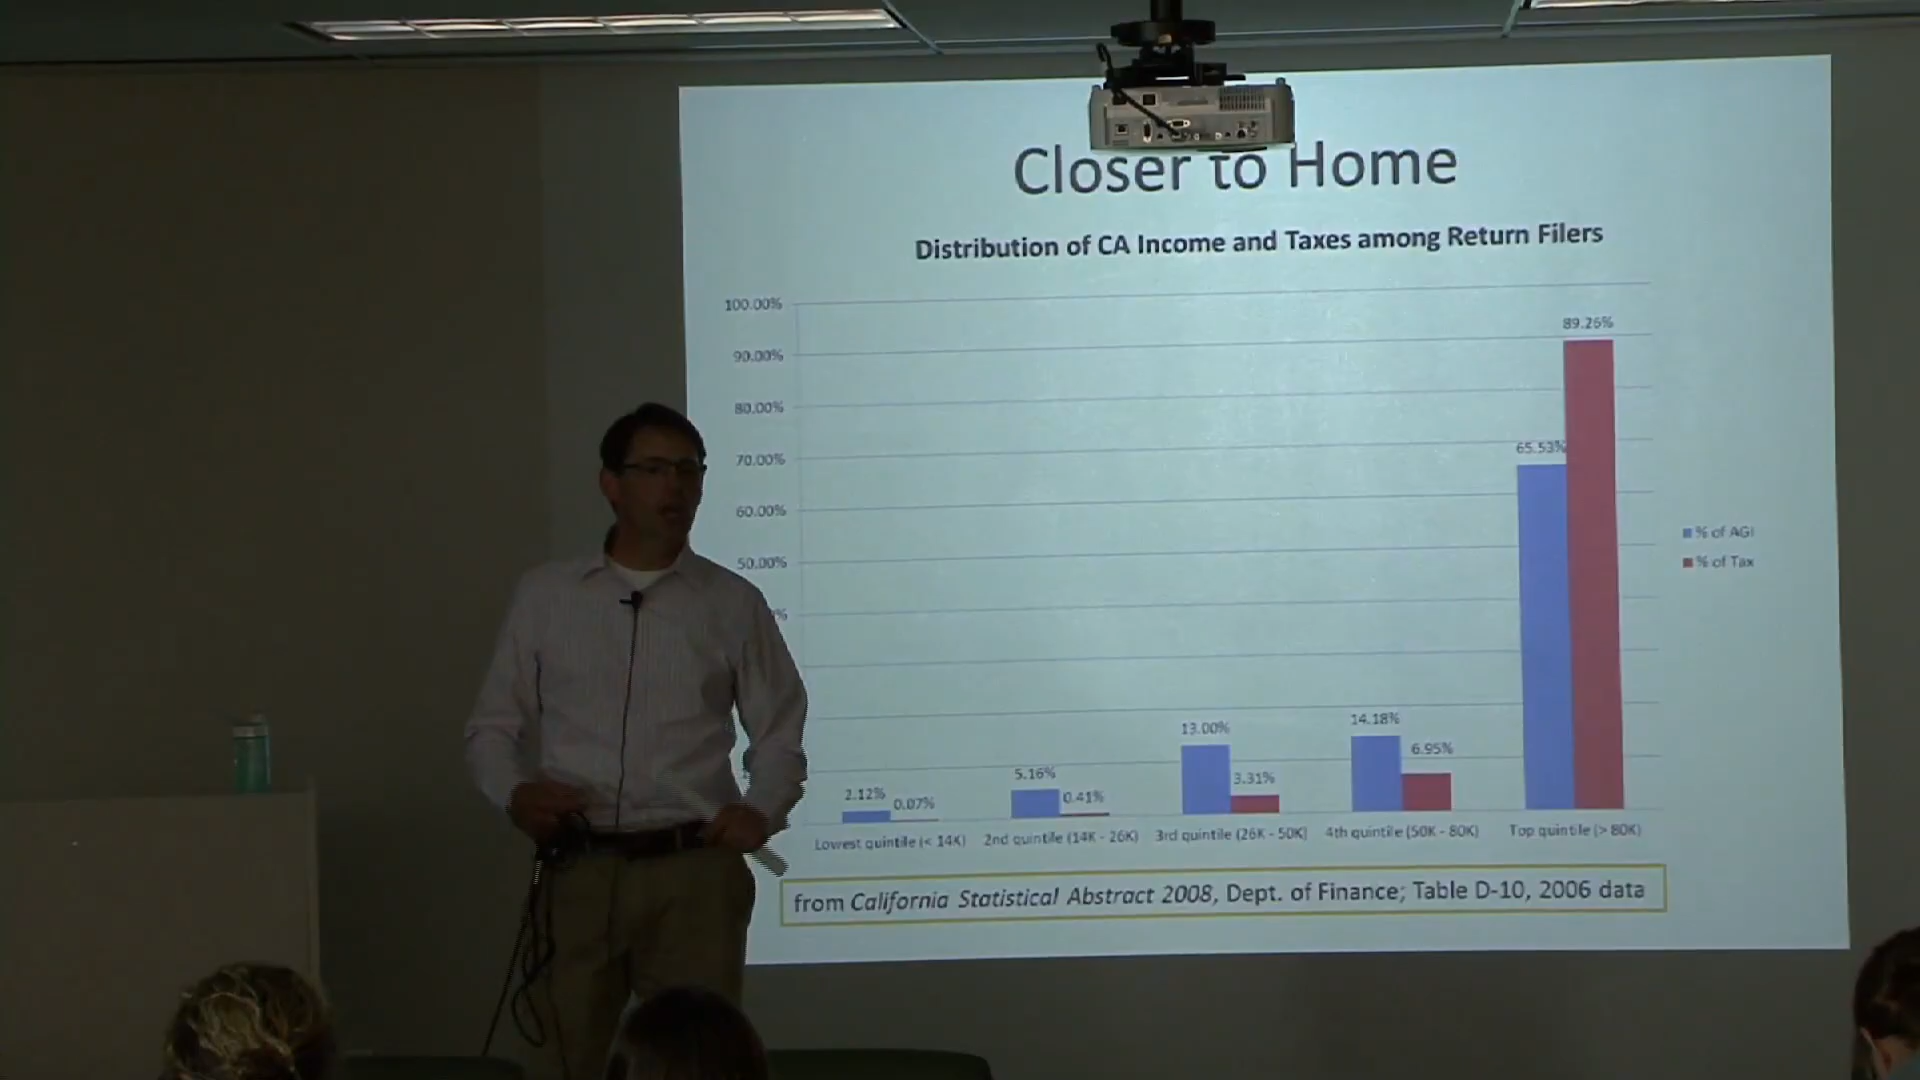 Closer to Home
Distribution of CA Income and Taxes among Return Filers
100.00%
90.00%
80.00%
70.00%
60.00%
50.00%
89.26%
65.53%
14.18%
6.95%
13.00%
3.31%
5.16%
0.41%
2.12%
0.07%
Lowest quintile (< 14K) 2nd quintile (14K - 26K) 3rd quintile (26K - 50K) 4th quintile (50K - 80K) Top quintile (> 80K)
% of AGI
% of Tax
from California Statistical Abstract 2008, Dept. of Finance; Table D-10, 2006 data